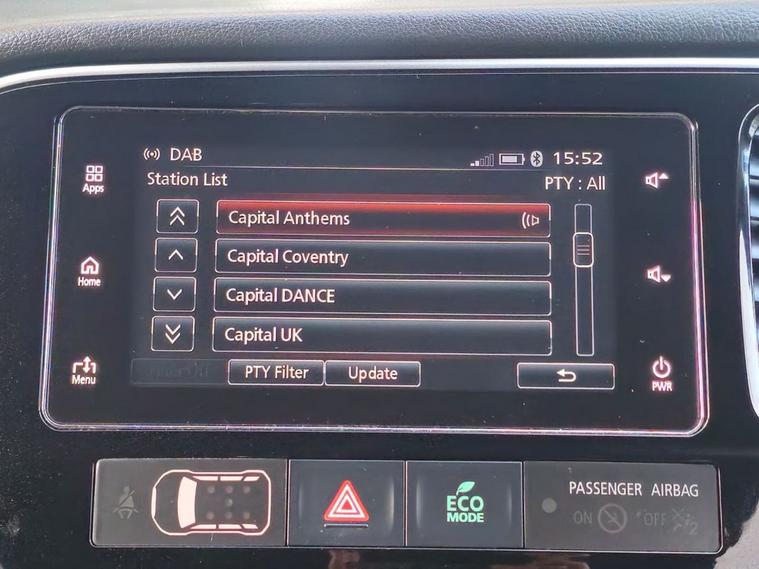 DAB
15:52
Station List
PTY : All
Apps
Capital Anthems
Capital Coventry
Home
Capital DANCE
Capital UK
Menu
PTY Filter
Update
PWR
ECO
MODE
PASSENGER AIRBAG
ON
OFF
2